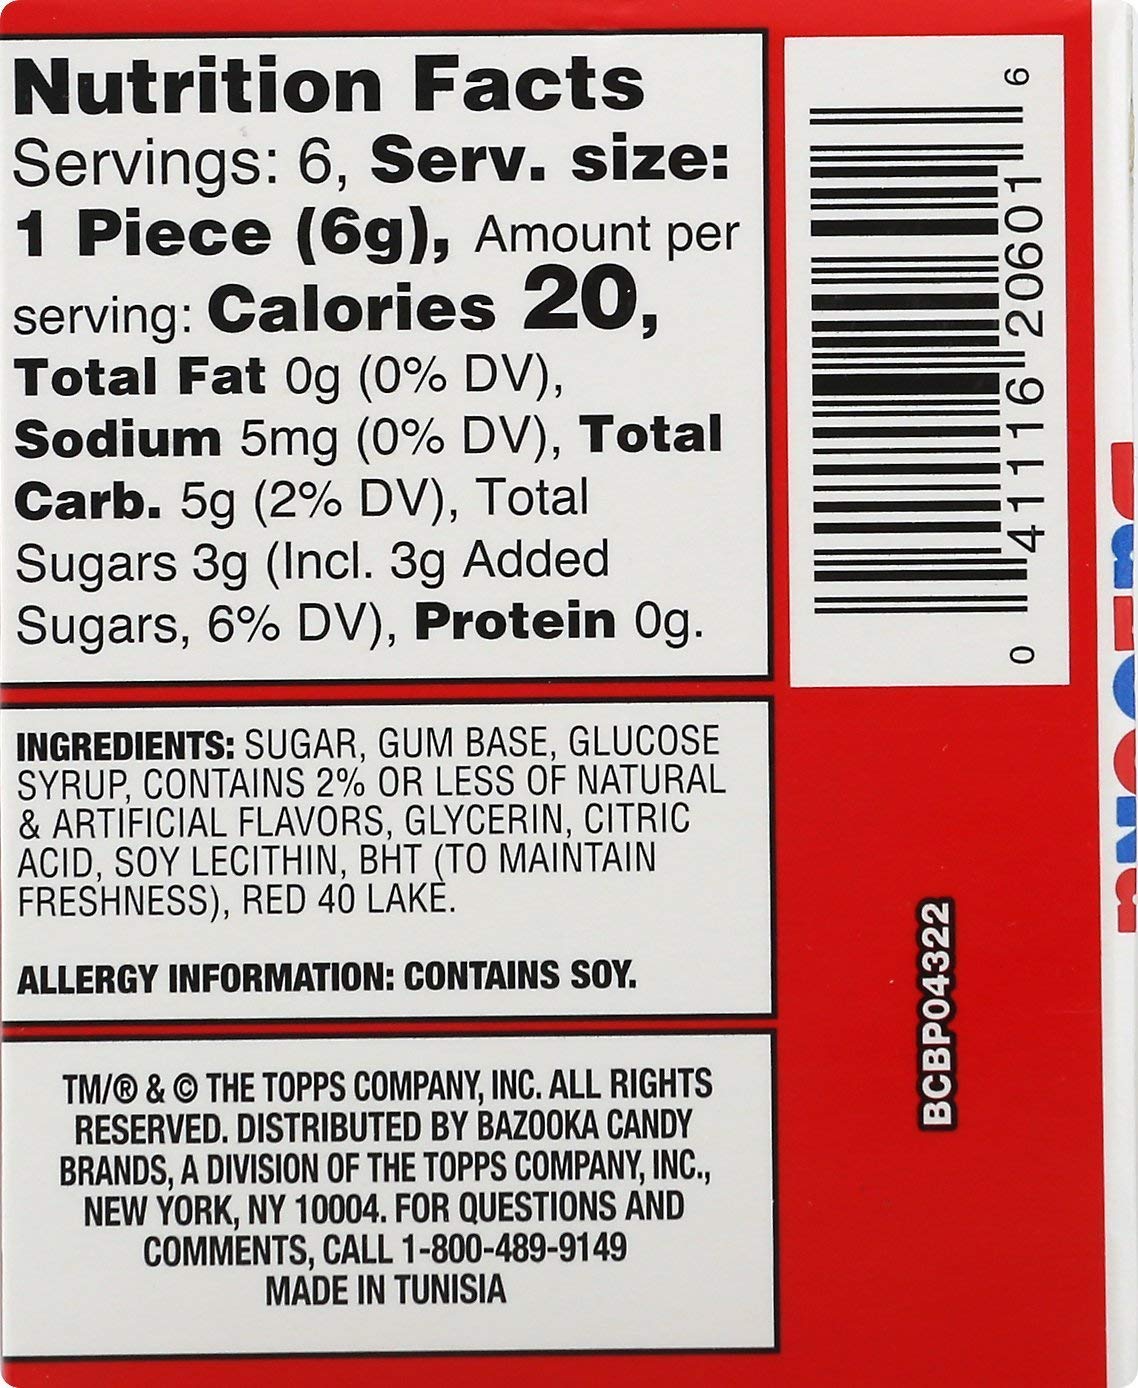 Nutrition Facts
Servings: 6, Serv. size:
1 Piece (6g), Amount per
serving: Calories 20,
Total Fat 0g (0% DV),
Sodium 5mg (0% DV), Total
Carb. 5g (2% DV), Total
Sugars 3g (Incl. 3g Added
Sugars, 6% DV), Protein 0g.
INGREDIENTS: SUGAR, GUM BASE, GLUCOSE
SYRUP, CONTAINS 2% OR LESS OF NATURAL
& ARTIFICIAL FLAVORS, GLYCERIN, CITRIC
ACID, SOY LECITHIN, BHT (TO MAINTAIN
FRESHNESS), RED 40 LAKE.
ALLERGY INFORMATION: CONTAINS SOY.
TM/® & © THE TOPPS COMPANY, INC. ALL RIGHTS
RESERVED. DISTRIBUTED BY BAZOOKA CANDY
BRANDS, A DIVISION OF THE TOPPS COMPANY, INC.,
NEW YORK, NY 10004. FOR QUESTIONS AND
COMMENTS, CALL 1-800-489-9149
MADE IN TUNISIA
0 41116 20601 6
BCBP04322